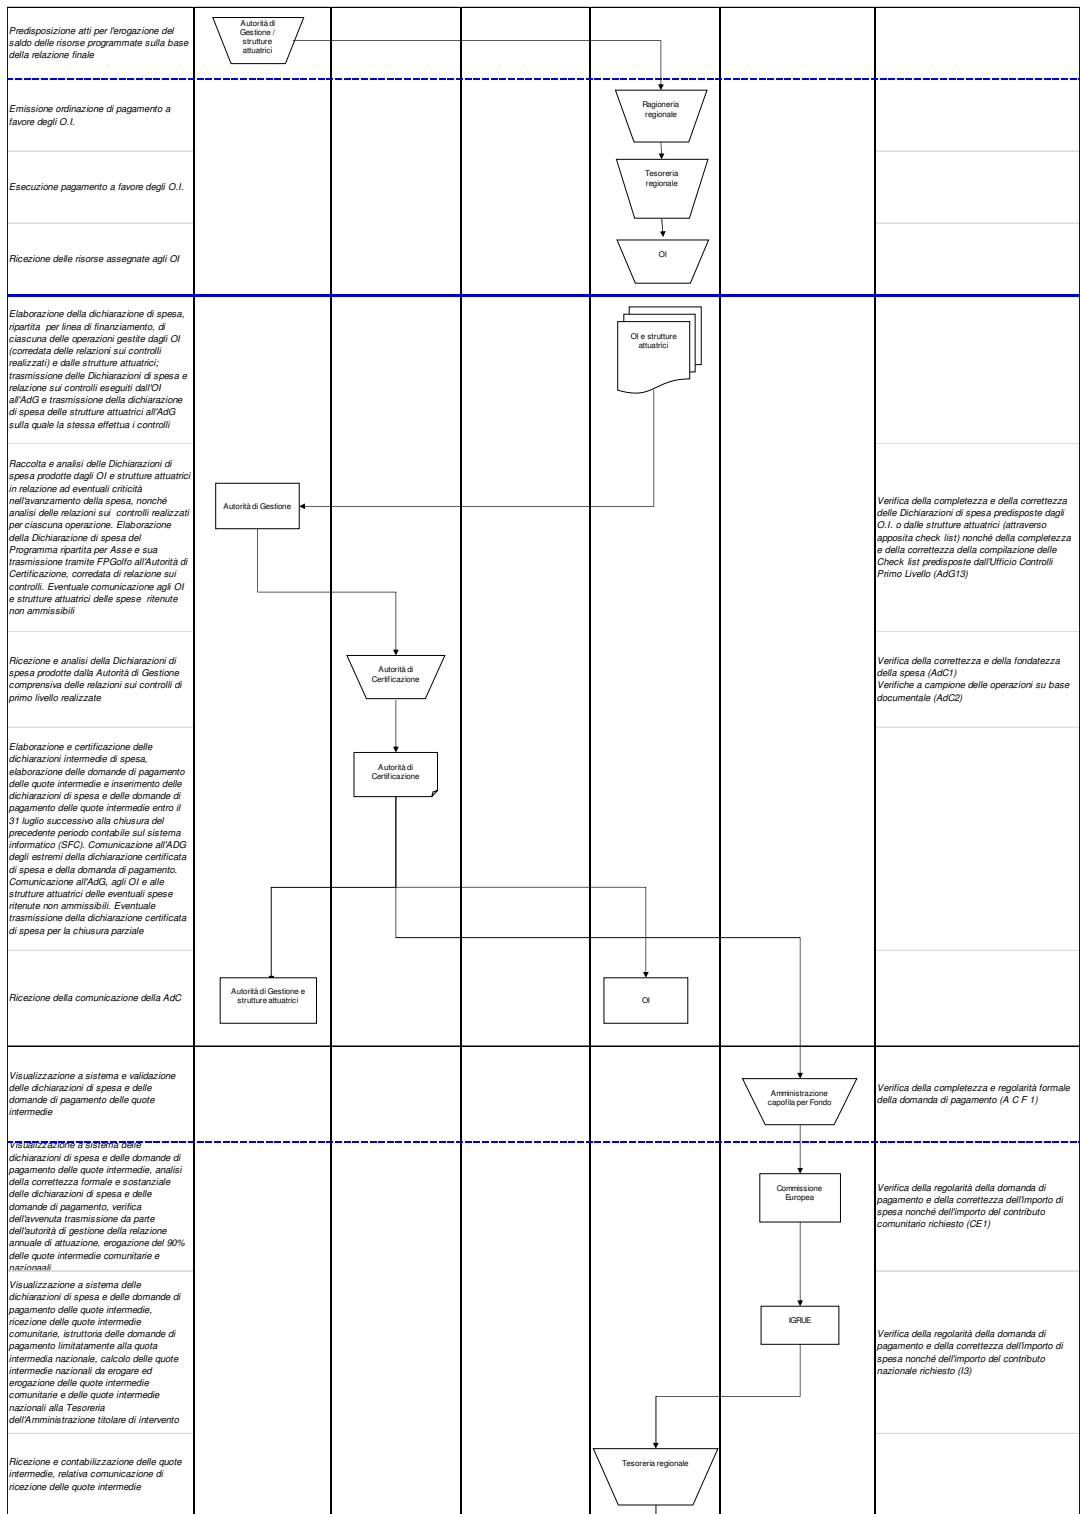 Predisposizione atti per l'erogazione del
saldo delle risorse programmate sulla base
della relazione finale
Autorità di
Gestione /
strutture
attuatrici
Emissione ordinazione di pagamento a
favore degli O.I.
Ragioneria
regionale
Esecuzione pagamento a favore degli O.I.
Tesoreria
regionale
Ricezione delle risorse assegnate agli OI
OI
Elaborazione della dichiarazione di spesa,
ripartita per linea di finanziamento, di
ciascuna delle operazioni gestite dagli OI
(corredata delle relazioni sui controlli
realizzati) e dalle strutture attuatrici;
trasmissione delle Dichiarazioni di spesa e
relazione sui controlli eseguiti dall'OI
all'AdG e trasmissione della dichiarazione
di spesa delle strutture attuatrici all'AdG
sulla quale la stessa effettua i controlli
OI e strutture
attuatrici
Raccolta e analisi delle Dichiarazioni di
spesa prodotte dagli OI e strutture attuatrici
in relazione ad eventuali criticità
nell'avanzamento della spesa, nonché
analisi delle relazioni sui controlli realizzati
per ciascuna operazione. Elaborazione
della Dichiarazione di spesa del
Programma ripartita per Asse e sua
trasmissione tramite FPGolfo all'Autorità di
Certificazione, corredata di relazione sui
controlli. Eventuale comunicazione agli OI
e strutture attuatrici delle spese ritenute
non ammissibili
Autorità di Gestione
Verifica della completezza e della correttezza
delle Dichiarazioni di spesa predisposte dagli
O.I. o dalle strutture attuatrici (attraverso
apposita check list) nonché della completezza
e della correttezza della compilazione delle
Check list predisposte dall'Ufficio Controlli
Primo Livello (AdG13)
Ricezione e analisi della Dichiarazioni di
spesa prodotte dalla Autorità di Gestione
comprensiva delle relazioni sui controlli di
primo livello realizzate
Autorità di
Certificazione
Verifica della correttezza e della fondatezza
della spesa (AdC1)
Verifiche a campione delle operazioni su base
documentale (AdC2)
Elaborazione e certificazione delle
dichiarazioni intermedie di spesa,
elaborazione delle domande di pagamento
delle quote intermedie e inserimento delle
dichiarazioni di spesa e delle domande di
pagamento delle quote intermedie entro il
31 luglio successivo alla chiusura del
precedente periodo contabile sul sistema
informatico (SFC). Comunicazione all'ADG
degli estremi della dichiarazione certificata
di spesa e della domanda di pagamento.
Comunicazione all'AdG, agli OI e alle
strutture attuatrici delle eventuali spese
ritenute non ammissibili. Eventuale
trasmissione della dichiarazione certificata
di spesa per la chiusura parziale
Autorità di
Certificazione
Ricezione della comunicazione della AdC
Autorità di Gestione e
strutture attuatrici
OI
Visualizzazione a sistema e validazione
delle dichiarazioni di spesa e delle
domande di pagamento delle quote
intermedie
Amministrazione
capofila per Fondo
Verifica della completezza e regolarità formale
della domanda di pagamento (A C F 1)
Visualizzazione a sistema delle
dichiarazioni di spesa e delle domande di
pagamento delle quote intermedie, analisi
della correttezza formale e sostanziale
delle dichiarazioni di spesa e delle
domande di pagamento, verifica
dell'avvenuta trasmissione da parte
dell'autorità di gestione della relazione
annuale di attuazione, erogazione del 90%
delle quote intermedie comunitarie e
nazionali
Commissione
Europea
Verifica della regolarità della domanda di
pagamento e della correttezza dell'importo di
spesa nonché dell'importo del contributo
comunitario richiesto (CE1)
Visualizzazione a sistema delle
dichiarazioni di spesa e delle domande di
pagamento delle quote intermedie,
ricezione delle quote intermedie
comunitarie, istruttoria delle domande di
pagamento limitatamente alla quota
intermedia nazionale, calcolo delle quote
intermedie nazionali da erogare ed
erogazione delle quote intermedie
comunitarie e delle quote intermedie
nazionali alla Tesoreria
dell'Amministrazione titolare di intervento
IGRUE
Verifica della regolarità della domanda di
pagamento e della correttezza dell'importo di
spesa nonché dell'importo del contributo
nazionale richiesto (I3)
Ricezione e contabilizzazione delle quote
intermedie, relativa comunicazione di
ricezione delle quote intermedie
Tesoreria regionale